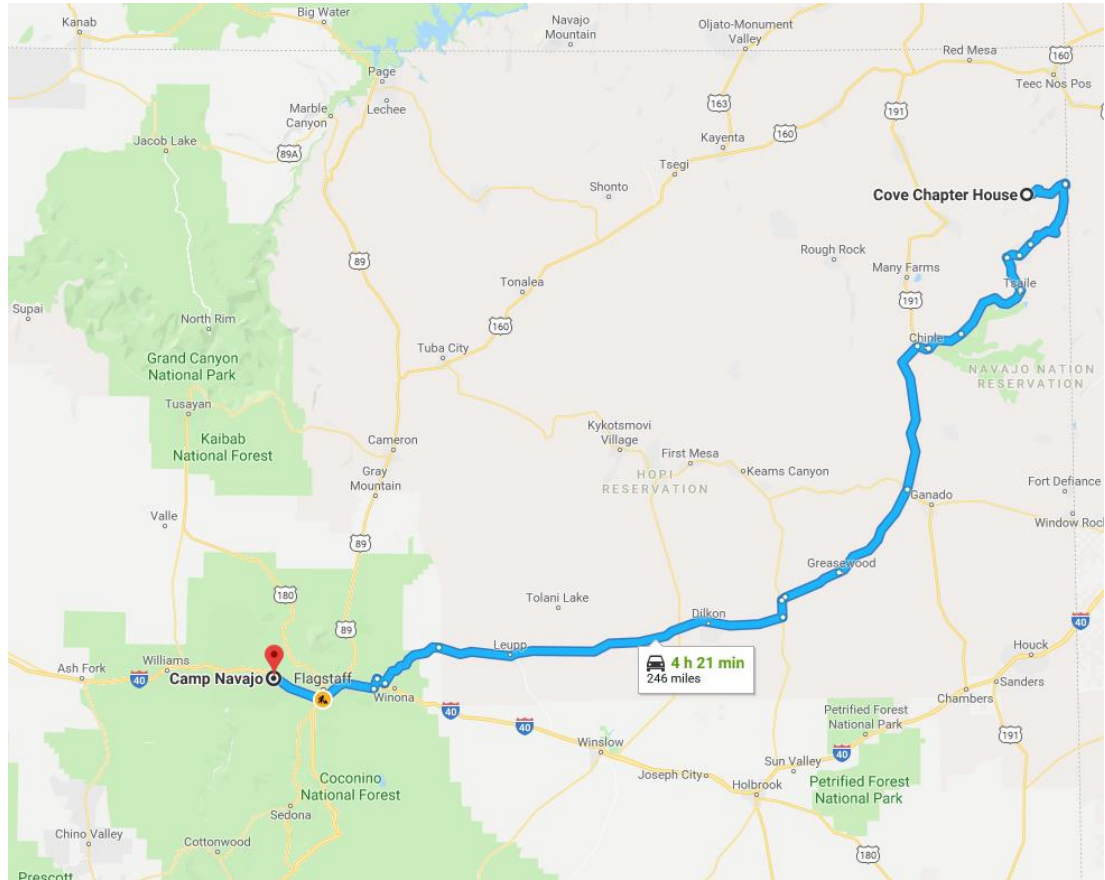 Kanab
Big Water
Navajo
Mountain
Oljato-Monument
Valley
Red Mesa
160
Teec Nos Pos
Page
Lechee
163
191
Marble
Canyon
89A
Jacob Lake
Kayenta
160
Tsegi
Shonto
Cove Chapter House
89
Rough Rock
Many Farms
Tonalea
191
Tsaile
Supai
North Rim
160
Tuba City
Chinle
Grand Canyon
National Park
NAVAJO NATION
RESERVATION
Tusayan
Kaibab
National Forest
Cameron
Kykotsmovi
Village
First Mesa
Gray
Mountain
HOPI
RESERVATION
Keams Canyon
Fort Defiance
Ganado
Valle
Window Rock
89
Greasewood
180
Tolani Lake
Dilkon
89
40
Leupp
Houck
Ash Fork
Williams
4 h 21 min
246 miles
40
Camp Navajo
Flagstaff
Winona
Sanders
Chambers
40
Petrified Forest
National Park
40
191
Winslow
40
Sun Valley
Coconino
National Forest
Joseph City
Holbrook
Petrified Forest
National Park
Sedona
Chino Valley
Cottonwood
180
Prescott